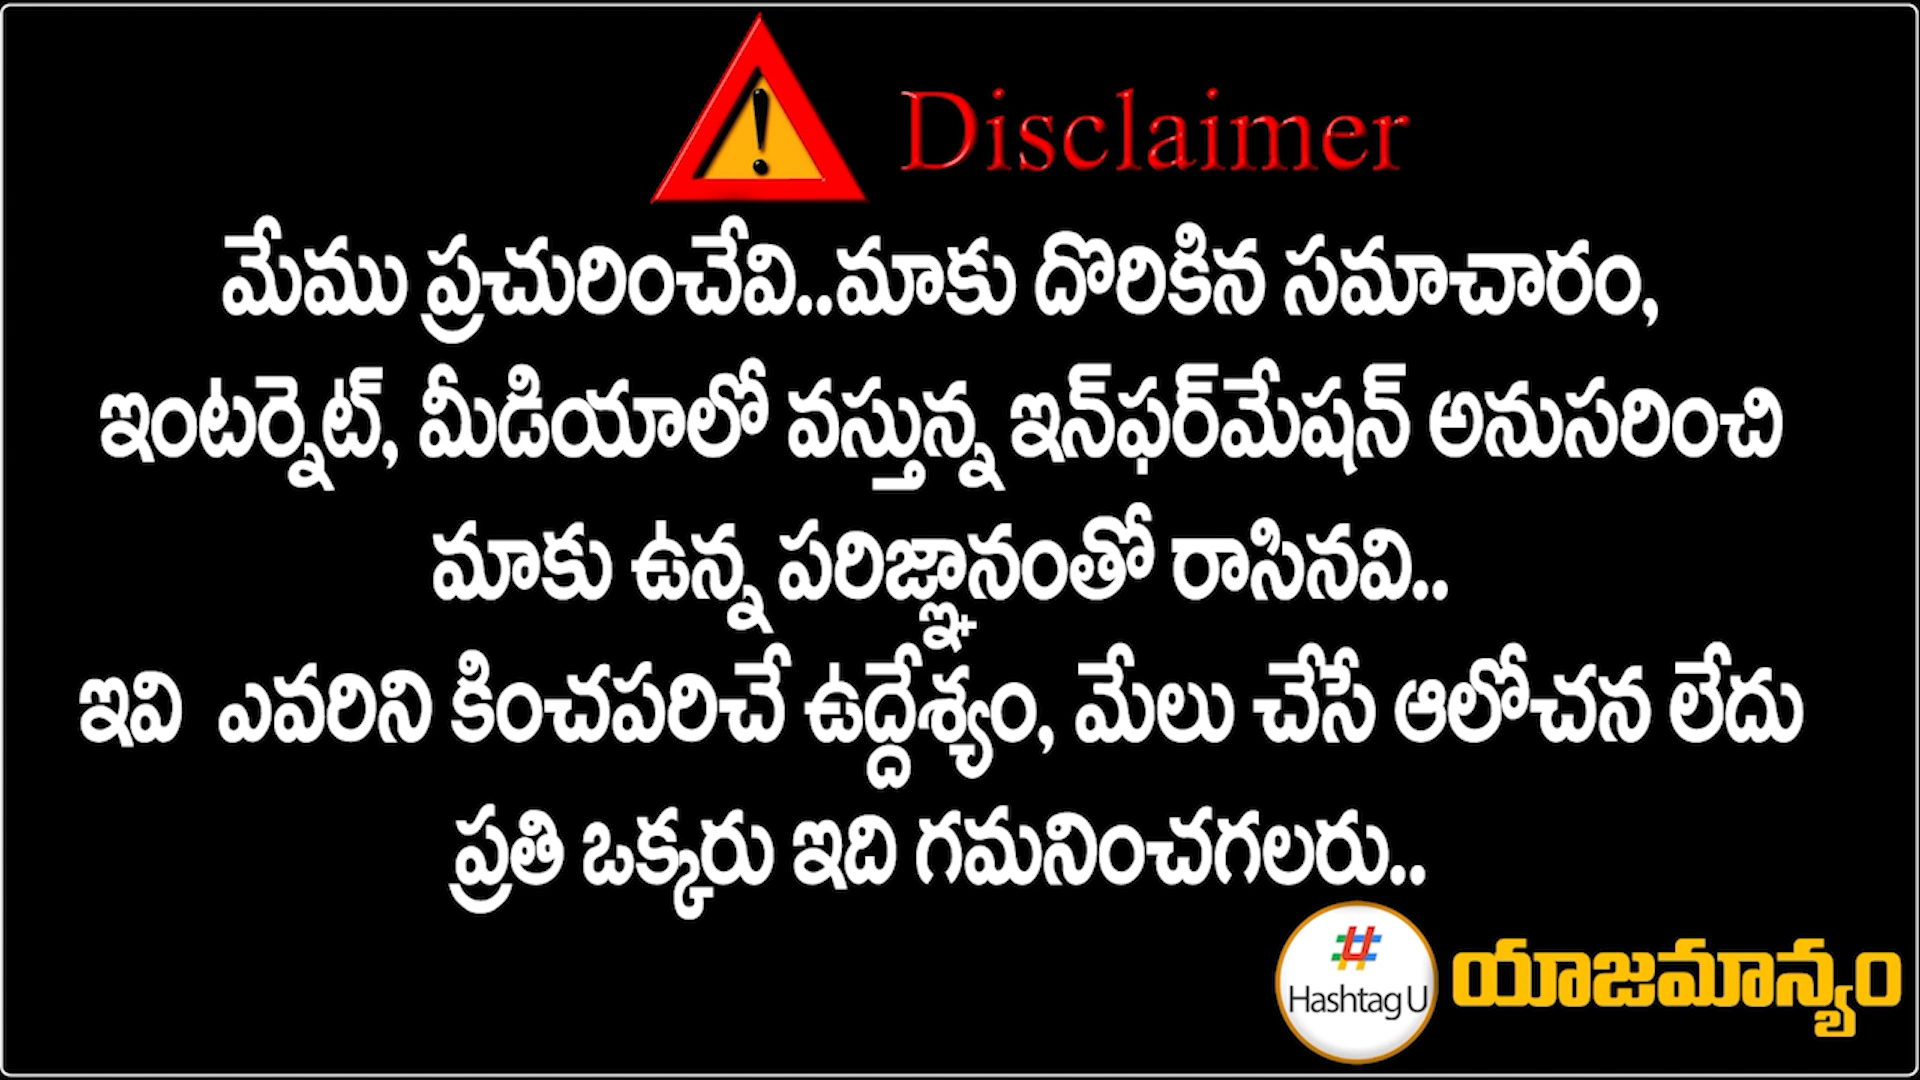 Disclaimer
మేము ప్రచురించేవి..మాకు దొరికిన సమాచారం,
ఇంటర్నెట్, మీడియాలో వస్తున్న ఇన్‌ఫర్‌మేషన్ అనుసరించి
మాకు ఉన్న పరిజ్ఞానంతో రాసినవి..
ఇవి ఎవరిని కించపరిచే ఉద్దేశ్యం, మేలు చేసే ఆలోచన లేదు
ప్రతి ఒక్కరు ఇది గమనించగలరు..
#
Hashtag U
యాజమాన్యం